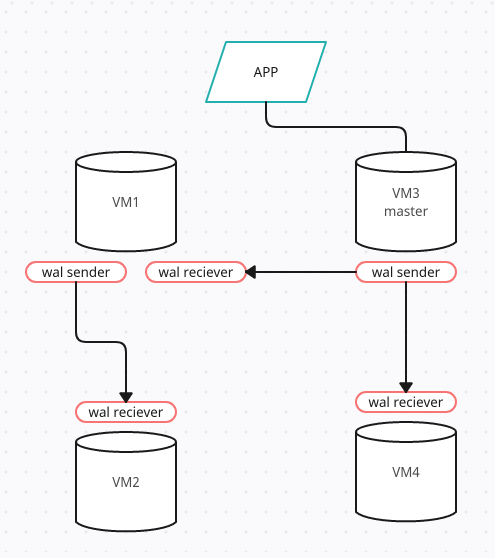 APP
VM1
VM3
master
wal sender
wal reciever
wal sender
wal reciever
wal reciever
VM2
VM4